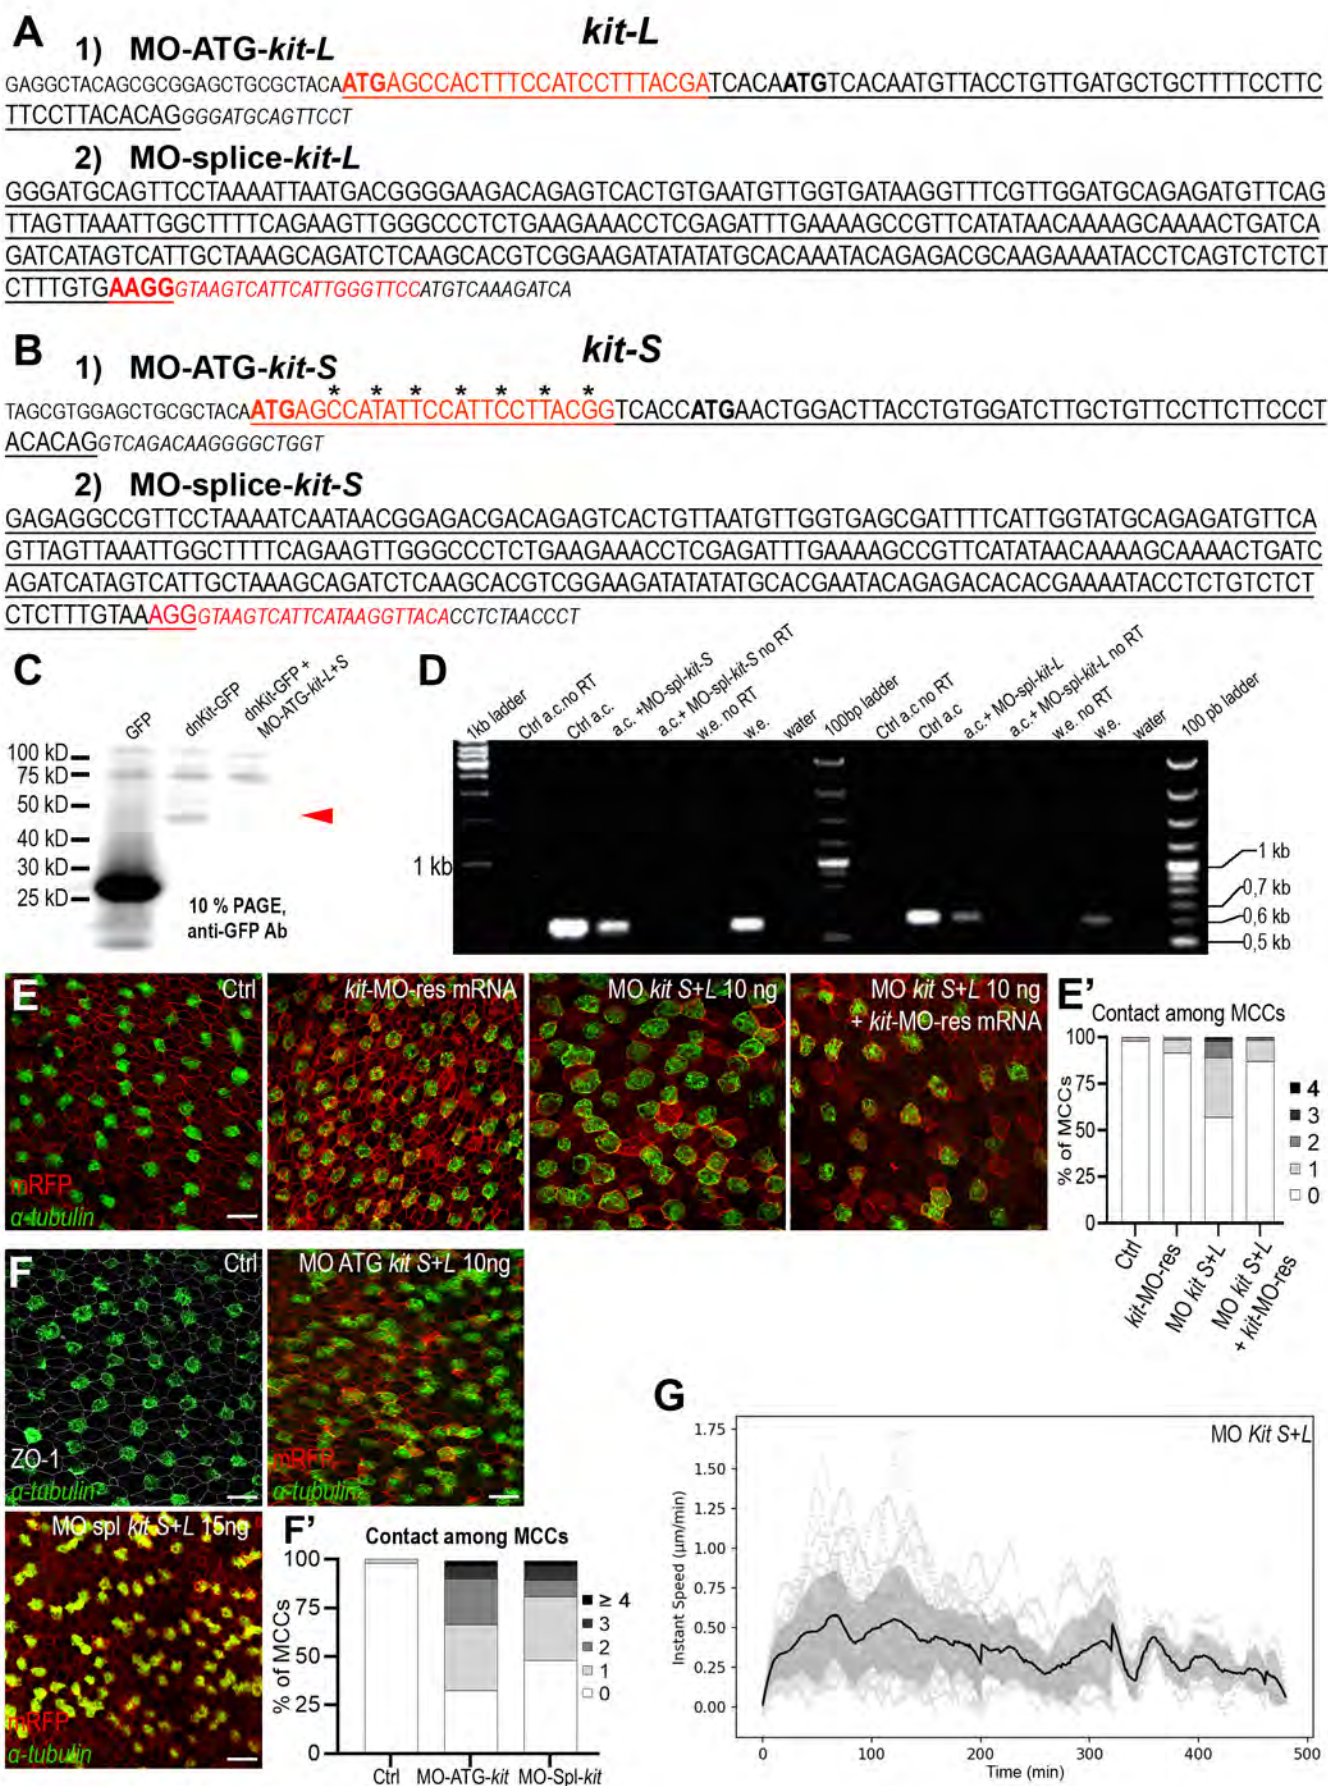 A
kit-L
1) MO-ATG-kit-L
GAGGCTACAGCGCGGAGCTGCGCTACAATGAGCCACTTTCCATCCTTTACGATCACAATGTCACAATGTTACCTGTTGATGCTGCTTTTCCTTC
TTCCTTACACAGGGGATGCAGTTCCT
2) MO-splice-kit-L
GGGATGCAGTTCCTAAAATTAATGACGGGGAAGACAGAGTCACTGTGAATGTTGGTGATAAGGTTTCGTTGGATGCAGAGATGTTCAG
TTAGTTAAATTGGCTTTTCAGAAGTTGGGCCCTCTGAAGAAACCTCGAGATTTGAAAAGCCGTTCATATAACAAAAGCAAAACTGATCA
GATCATAGTCATTGCTAAAGCAGATCTCAAGCACGTCGGAAGATATATATGCACAAATACAGAGACGCAAGAAAATACCTCAGTCTCTCT
CTTTGTGAAGGGTAAGTCATTCATTGGGTTCCATGTCAAAGATCA
B
kit-S
1) MO-ATG-kit-S
* * * * * * *
TAGCGTGGAGCTGCGCTACAATGAGCCATATTCCATTCCTTACGGTCACCATGAACTGGACTTACCTGTGGATCTTGCTGTTCCTTCTTCCCT
ACACAGGTCAGACAAGGGGCTGGT
2) MO-splice-kit-S
GAGAGGCCGTTCCTAAAATCAATAACGGAGACGACAGAGTCACTGTTAATGTTGGTGAGCGATTTTCATTGGTATGCAGAGATGTTCA
GTTAGTTAAATTGGCTTTTCAGAAGTTGGGCCCTCTGAAGAAACCTCGAGATTTGAAAAGCCGTTCATATAACAAAAGCAAAACTGATC
AGATCATAGTCATTGCTAAAGCAGATCTCAAGCACGTCGGAAGATATATATGCACGAATACAGAGACACACGAAAATACCTCTGTCTCT
CTCTTTGTAAAGGGTAAGTCATTCATAAGGTTACACCTCTAACCCT
C
GFP
dnKit-GFP
dnKit-GFP +
MO-ATG-kit-L+S
100 kD
75 kD
50 kD
40 kD
30 kD
25 kD
10 % PAGE,
anti-GFP Ab
D
1kb ladder
Ctrl a.c.no RT
Ctrl a.c.
a.c. +MO-spl-kit-S
a.c.+ MO-spl-kit-S no RT
w.e. no RT
w.e.
water
100bp ladder
Ctrl a.c no RT
Ctrl a.c
a.c.+ MO-spl-kit-L
a.c.+ MO-spl-kit-L no RT
w.e. no RT
w.e.
water
100 pb ladder
1 kb
1 kb
0,7 kb
0,6 kb
0,5 kb
E
Ctrl
mRFP
α-tubulin
kit-MO-res mRNA
MO kit S+L 10 ng
MO kit S+L 10 ng
+ kit-MO-res mRNA
E'
Contact among MCCs
% of MCCs
100
75
50
25
0
4
3
2
1
0
Ctrl
kit-MO-res
MO kit S+L
MO kit S+L
+ kit-MO-res
F
Ctrl
ZO-1
α-tubulin
MO ATG kit S+L 10ng
mRFP
α-tubulin
MO spl kit S+L 15ng
mRFP
α-tubulin
F'
Contact among MCCs
% of MCCs
100
75
50
25
0
≥ 4
3
2
1
0
Ctrl
MO-ATG-kit
MO-Spl-kit
G
MO Kit S+L
Instant Speed (μm/min)
1.75
1.50
1.25
1.00
0.75
0.50
0.25
0.00
0
100
200
300
400
500
Time (min)